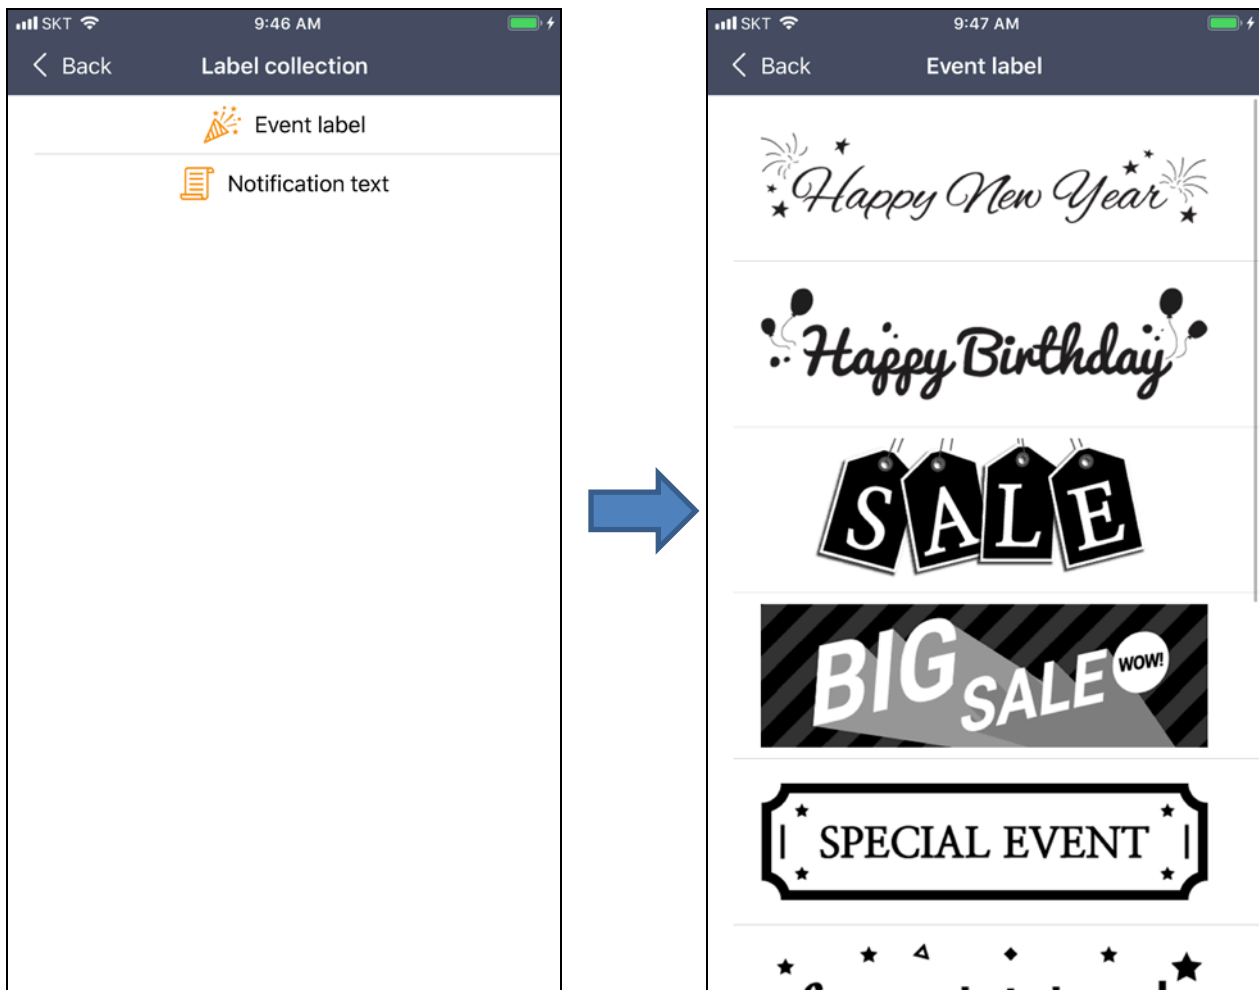 SKT 9:46 AM
Back Label collection
Event label
Notification text
SKT 9:47 AM
Back Event label
Happy New Year
Happy Birthday
SALE
BIG SALE WOW!
SPECIAL EVENT